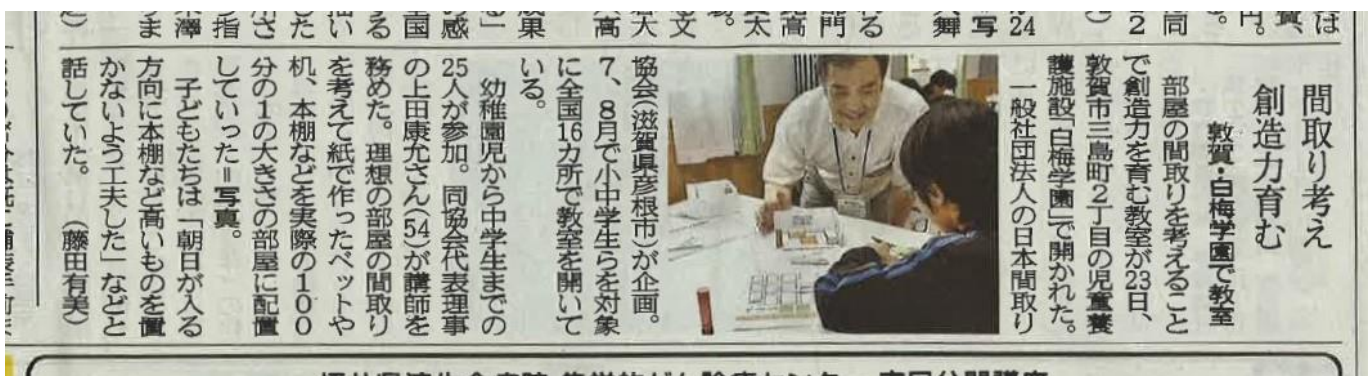 間取り考え
創造力育む
敦賀・白梅学園で教室
部屋の間取りを考えること
で創造力を育む教室が23日、
敦賀市三島町2丁目の児童養
護施設「白梅学園」で開かれた。
一般社団法人の日本間取り
協会(滋賀県彦根市)が企画。
7、8月で小中学生らを対象
に全国16カ所で教室を開いて
いる。
幼稚園児から中学生までの
25人が参加。同協会代表理事
の上田康允さん(54)が講師を
務めた。理想の部屋の間取り
を考えて紙で作ったベットや
机、本棚などを実際の100
分の1の大きさの部屋に配置
していった=写真。
子どもたちは「朝日が入る
方向に本棚など高いものを置
かないよう工夫した」などと
話していた。 (藤田有美)